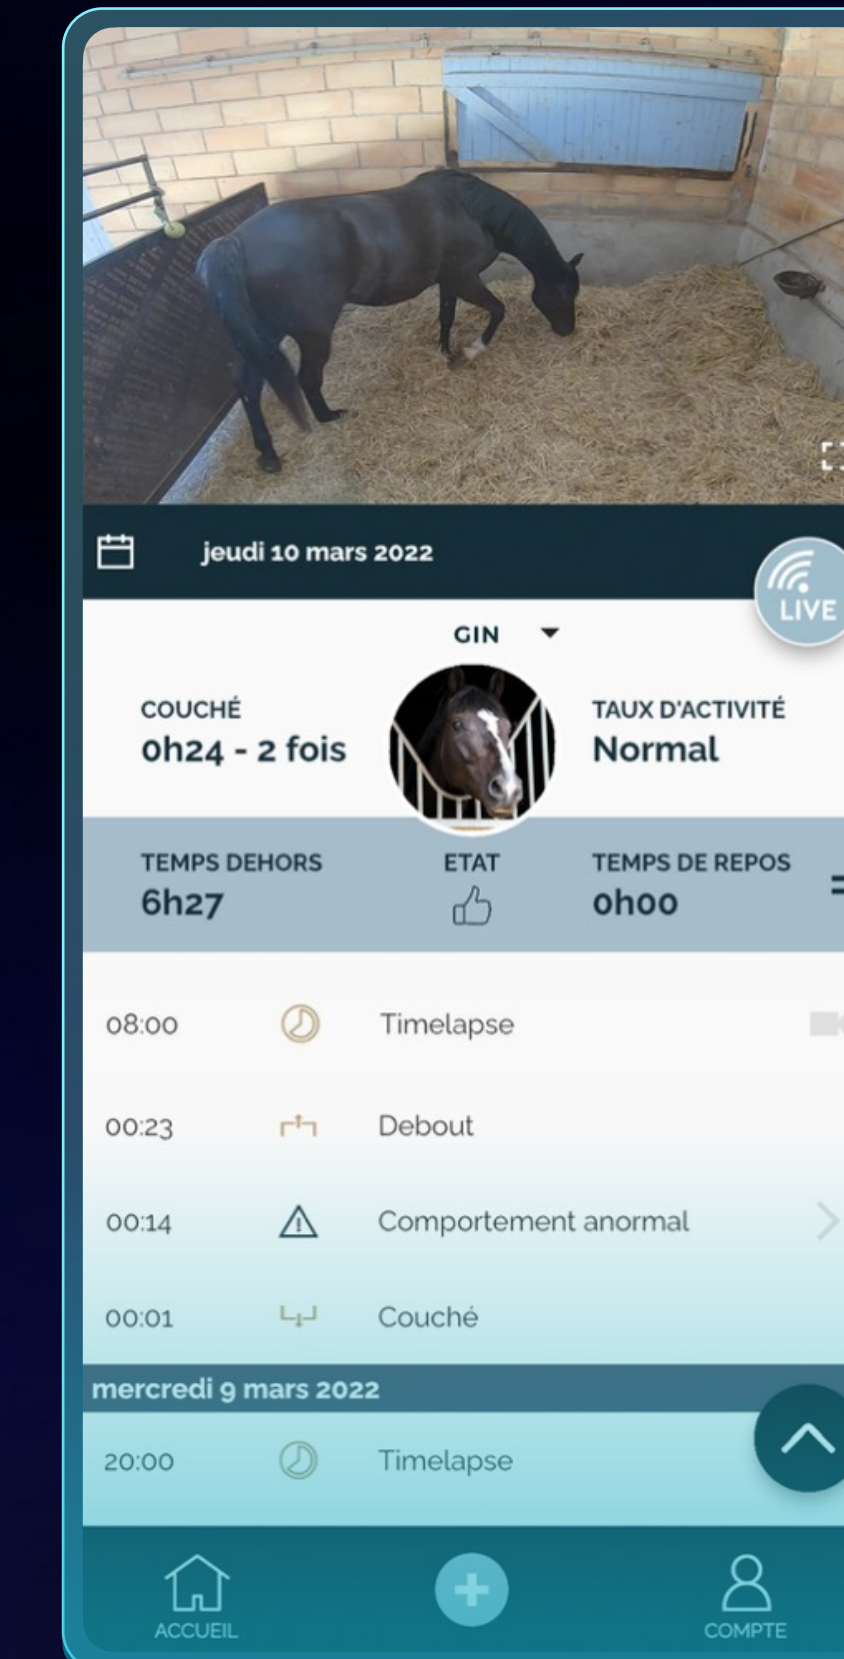 jeudi 10 mars 2022
LIVE
GIN
COUCHÉ
0h24 - 2 fois
TAUX D'ACTIVITÉ
Normal
TEMPS DEHORS
6h27
ETAT
TEMPS DE REPOS
0h00
08:00 Timelapse
00:23 Debout
00:14 Comportement anormal
00:01 Couché
mercredi 9 mars 2022
20:00 Timelapse
ACCUEIL
COMPTE